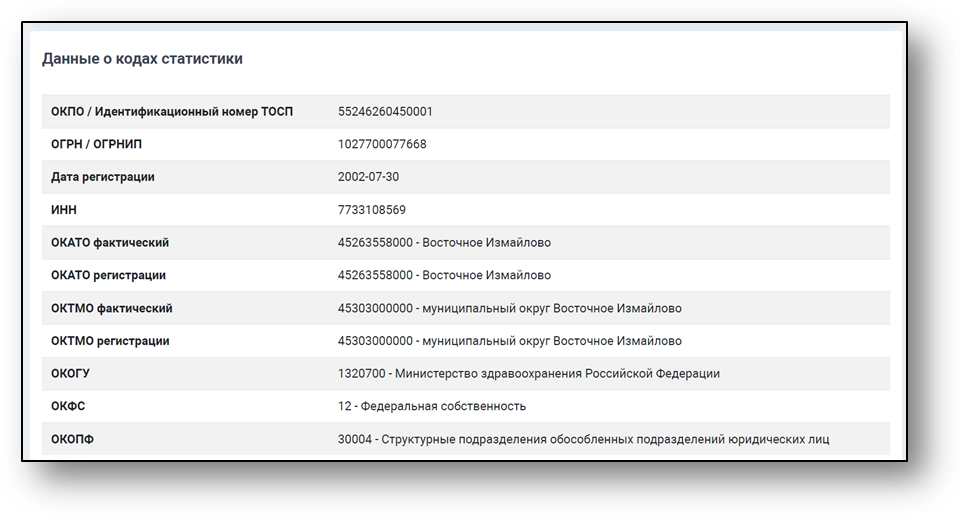 Данные о кодах статистики
ОКПО / Идентификационный номер ТОСП 55246260450001
ОГРН / ОГРНИП 1027700077668
Дата регистрации 2002-07-30
ИНН 7733108569
ОКАТО фактический 45263558000 - Восточное Измайлово
ОКАТО регистрации 45263558000 - Восточное Измайлово
ОКТМО фактический 45303000000 - муниципальный округ Восточное Измайлово
ОКТМО регистрации 45303000000 - муниципальный округ Восточное Измайлово
ОКОГУ 1320700 - Министерство здравоохранения Российской Федерации
ОКФС 12 - Федеральная собственность
ОКОПФ 30004 - Структурные подразделения обособленных подразделений юридических лиц